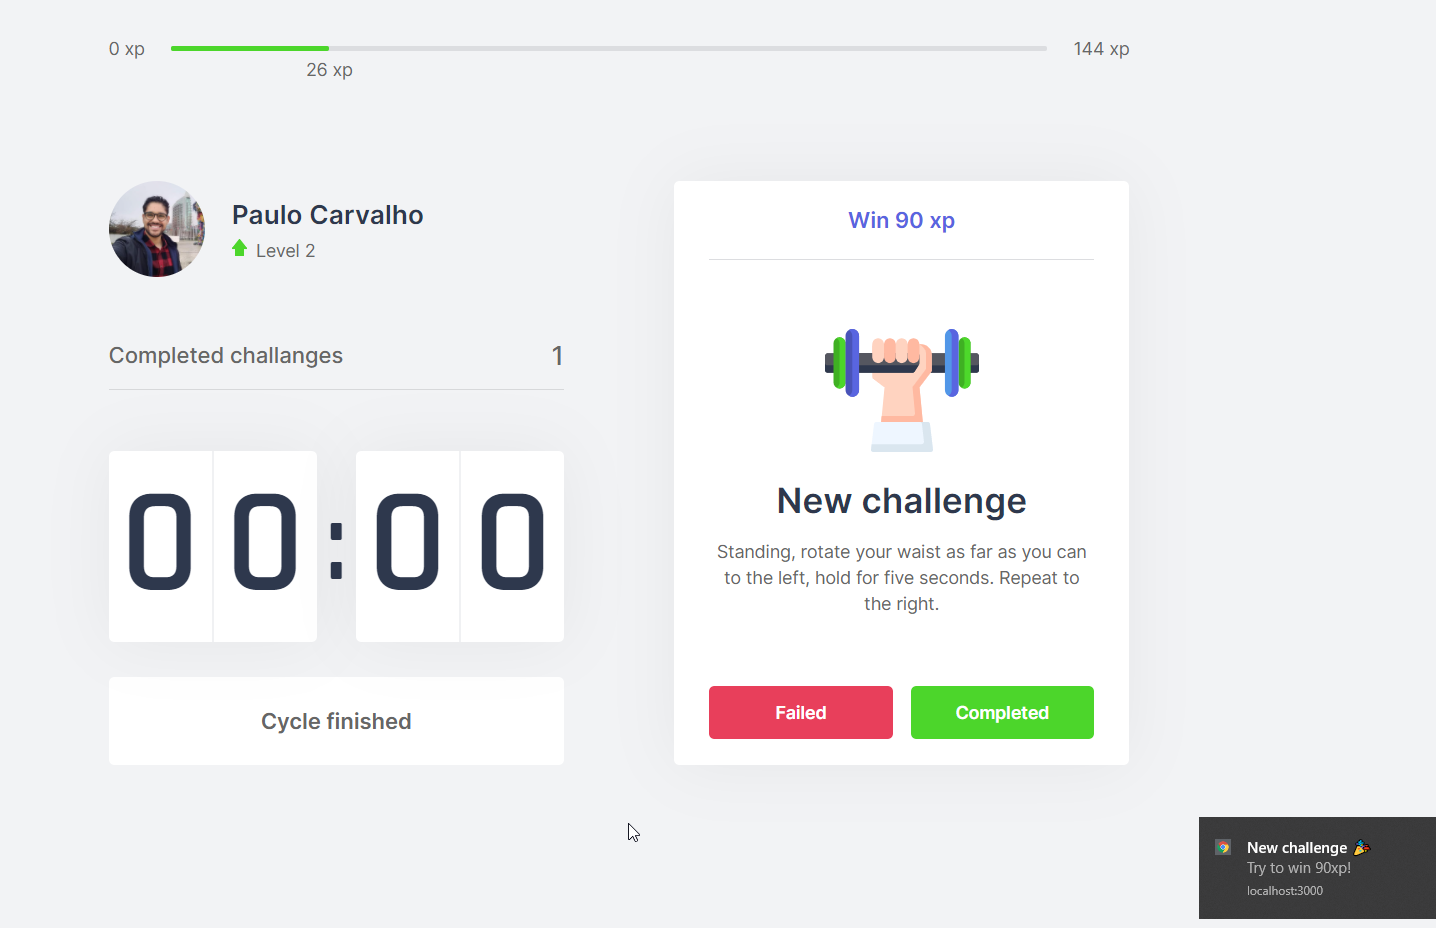 0 xp
144 xp
26 xp
Paulo Carvalho
Level 2
Completed challanges
1
00:00
Cycle finished
Win 90 xp
New challenge
Standing, rotate your waist as far as you can
to the left, hold for five seconds. Repeat to
the right.
Failed
Completed
New challenge 🎉
Try to win 90xp!
localhost:3000